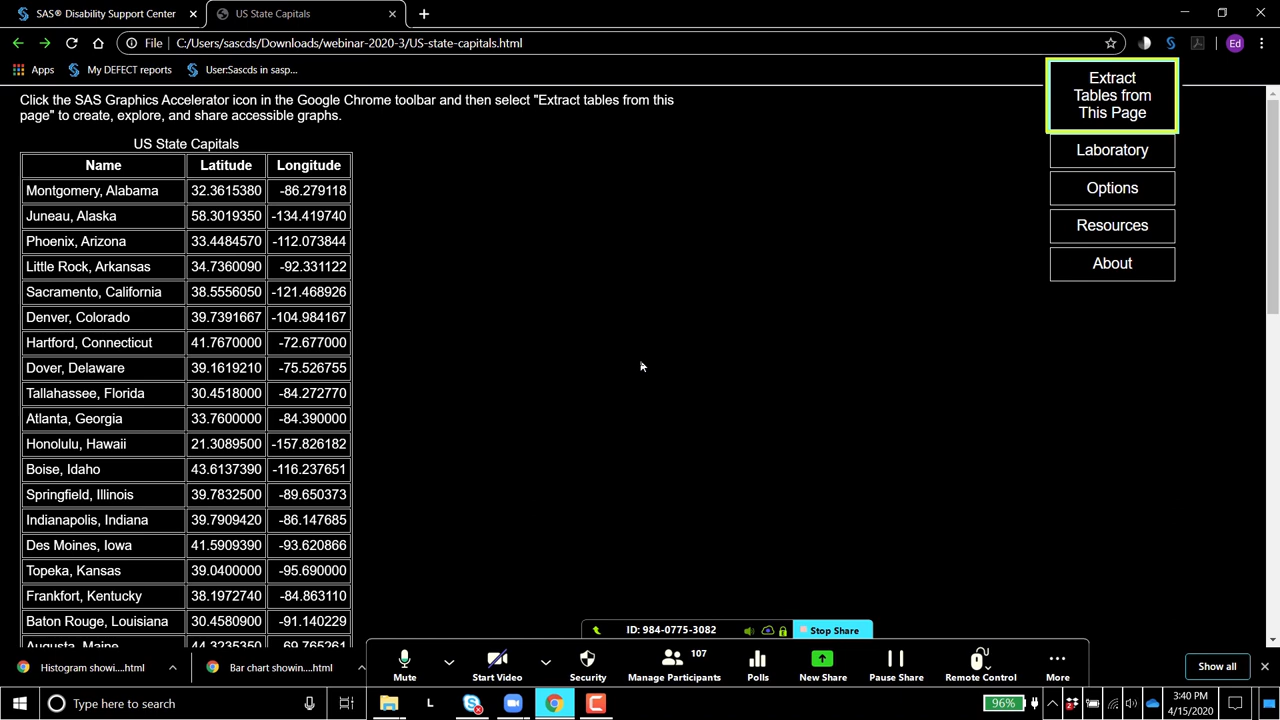 SAS® Disability Support Center
US State Capitals
File
C:/Users/sascds/Downloads/webinar-2020-3/US-state-capitals.html
Ed
Apps
My DEFECT reports
User:Sascds in sasp...
Click the SAS Graphics Accelerator icon in the Google Chrome toolbar and then select "Extract tables from this
page" to create, explore, and share accessible graphs.
Extract
Tables from
This Page
Laboratory
Options
Resources
About
US State Capitals
Name Latitude Longitude
Montgomery, Alabama 32.3615380 -86.279118
Juneau, Alaska 58.3019350 -134.419740
Phoenix, Arizona 33.4484570 -112.073844
Little Rock, Arkansas 34.7360090 -92.331122
Sacramento, California 38.5556050 -121.468926
Denver, Colorado 39.7391667 -104.984167
Hartford, Connecticut 41.7670000 -72.677000
Dover, Delaware 39.1619210 -75.526755
Tallahassee, Florida 30.4518000 -84.272770
Atlanta, Georgia 33.7600000 -84.390000
Honolulu, Hawaii 21.3089500 -157.826182
Boise, Idaho 43.6137390 -116.237651
Springfield, Illinois 39.7832500 -89.650373
Indianapolis, Indiana 39.7909420 -86.147685
Des Moines, Iowa 41.5909390 -93.620866
Topeka, Kansas 39.0400000 -95.690000
Frankfort, Kentucky 38.1972740 -84.863110
Baton Rouge, Louisiana 30.4580900 -91.140229
Augusta, Maine 44.3235350 -69.765261
ID: 984-0775-3082
Stop Share
Histogram showi....html
Bar chart showin....html
Mute
Start Video
Security
107
Manage Participants
Polls
New Share
Pause Share
Remote Control
More
Show all
Type here to search
L
96%
3:40 PM
4/15/2020